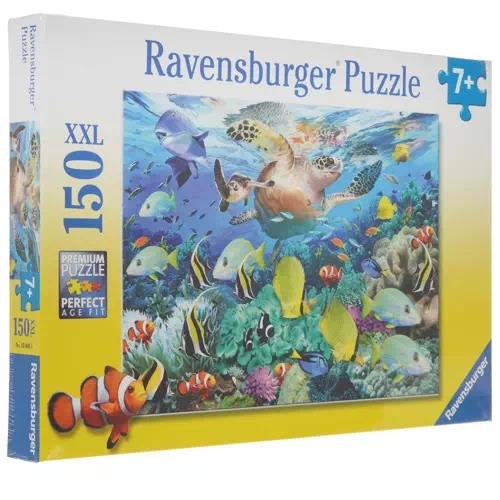 Ravensburger Puzzle
7+
XXL
150
PREMIUM
PUZZLE
PERFECT
AGE FIT
Ravensburger
Ravensburger
Puzzle
7+
150 XXL
Ravensburger